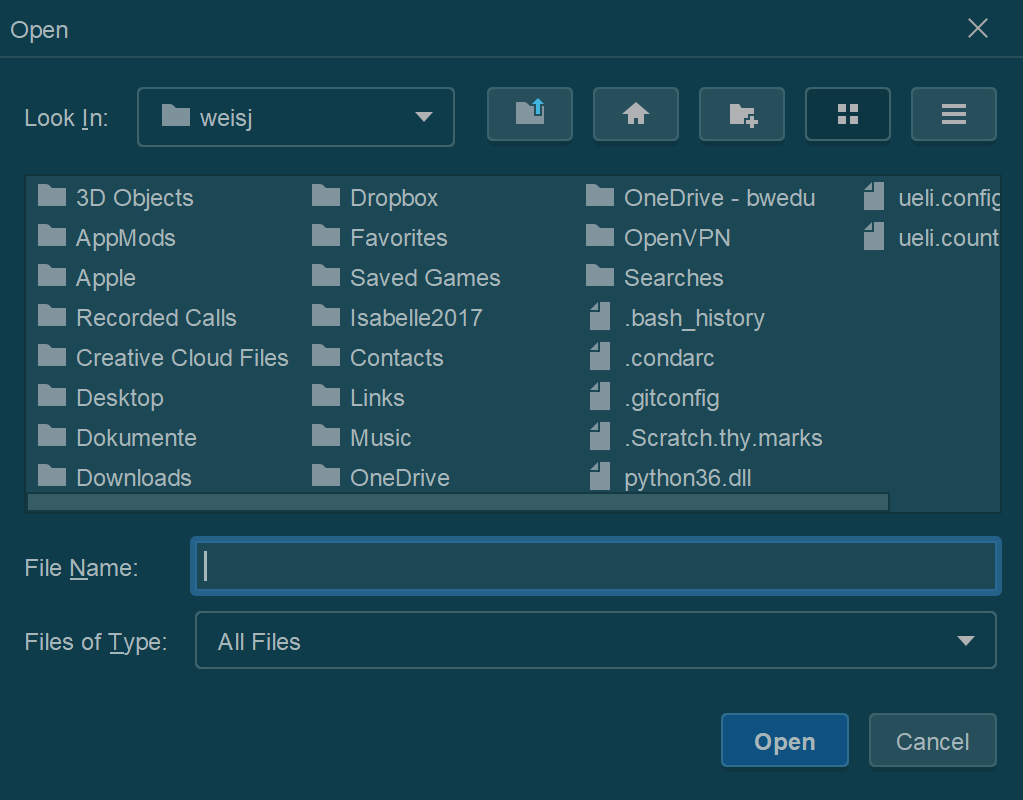 Open
Look In: weisj
3D Objects
AppMods
Apple
Recorded Calls
Creative Cloud Files
Desktop
Dokumente
Downloads
Dropbox
Favorites
Saved Games
Isabelle2017
Contacts
Links
Music
OneDrive
OneDrive - bwedu
OpenVPN
Searches
.bash_history
.condarc
.gitconfig
.Scratch.thy.marks
python36.dll
ueli.config
ueli.count
File Name:
Files of Type: All Files
Open Cancel